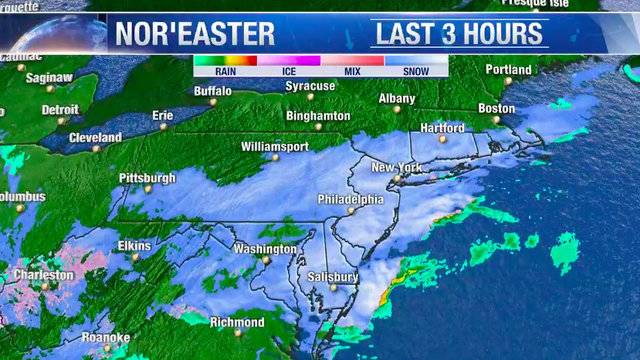 rquette
Presque Isle
NOR'EASTER
LAST 3 HOURS
Cadillac
RAIN
ICE
MIX
SNOW
Saginaw
Portland
Buffalo
Syracuse
Albany
Detroit
Erie
Binghamton
Boston
Cleveland
Hartford
Williamsport
Pittsburgh
New York
olumbus
Philadelphia
Elkins
Washington
Charleston
Salisbury
Richmond
Roanoke